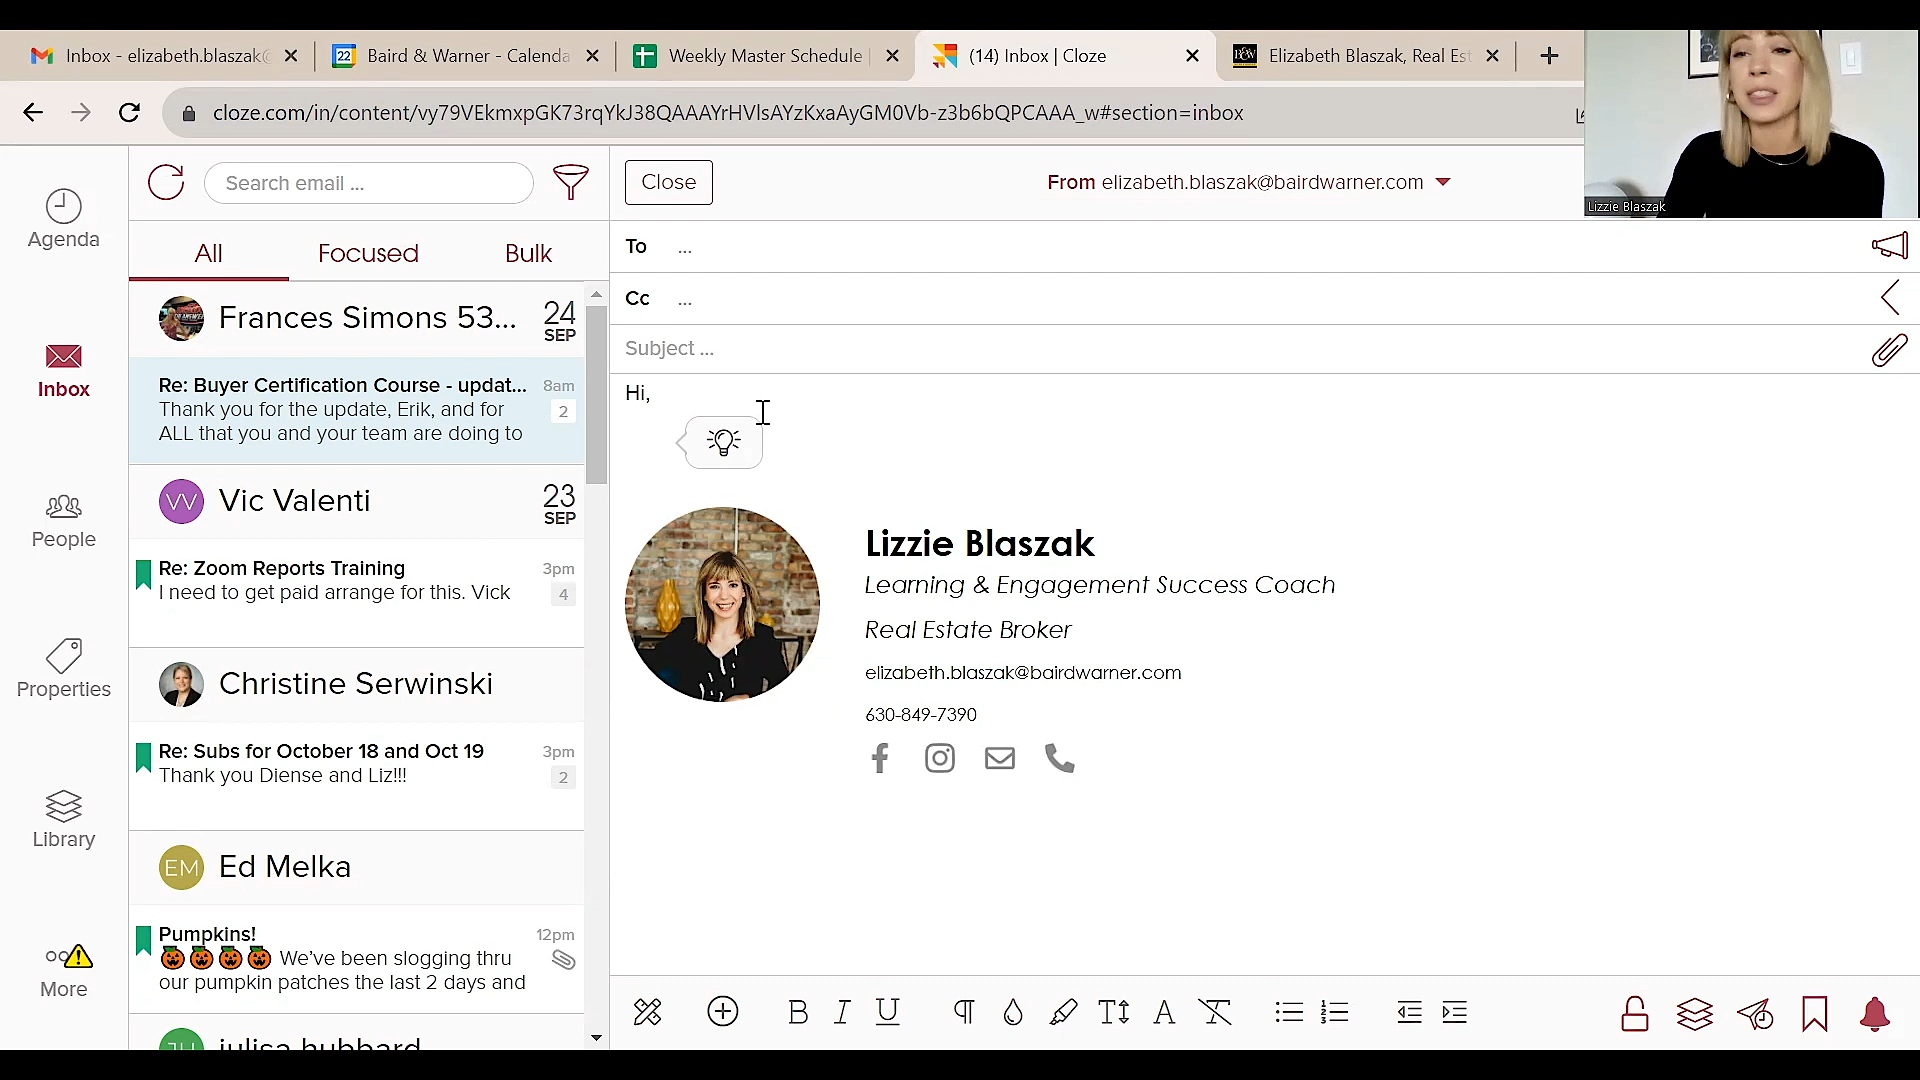 Inbox - elizabeth.blaszak@
22
Baird & Warner - Calenda
Weekly Master Schedule |
(14) Inbox | Cloze
B&W
Elizabeth Blaszak, Real Est
cloze.com/in/content/vy79VEkmxpGK73rqYkJ38QAAAYrHVlsAYzKxaAyGM0Vb-z3b6bQPCAAA_w#section=inbox
Lizzie Blaszak
Agenda
Inbox
People
Properties
Library
More
Search email ...
All
Focused
Bulk
Frances Simons 53...
24
SEP
Re: Buyer Certification Course - updat...
8am
Thank you for the update, Erik, and for
2
ALL that you and your team are doing to
VV
Vic Valenti
23
SEP
Re: Zoom Reports Training
3pm
I need to get paid arrange for this. Vick
4
Christine Serwinski
Re: Subs for October 18 and Oct 19
3pm
Thank you Diense and Liz!!!
2
EM
Ed Melka
Pumpkins!
12pm
🎃🎃🎃🎃 We've been slogging thru
our pumpkin patches the last 2 days and
julisa hubbard
Close
From elizabeth.blaszak@bairdwarner.com
To ...
Cc ...
Subject ...
Hi,
Lizzie Blaszak
Learning & Engagement Success Coach
Real Estate Broker
elizabeth.blaszak@bairdwarner.com
630-849-7390